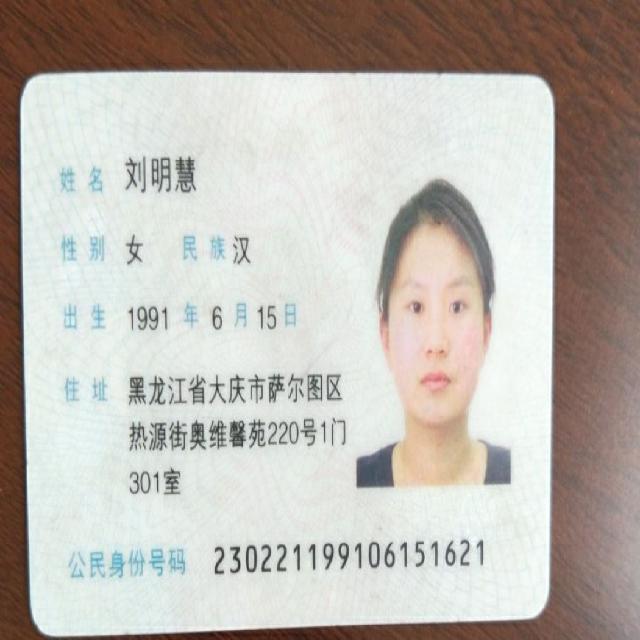 姓名 刘明慧
性别 女 民族 汉
出生 1991 年 6 月 15 日
住址 黑龙江省大庆市萨尔图区
热源街奥维馨苑220号1门
301室
公民身份号码 230221199106151621